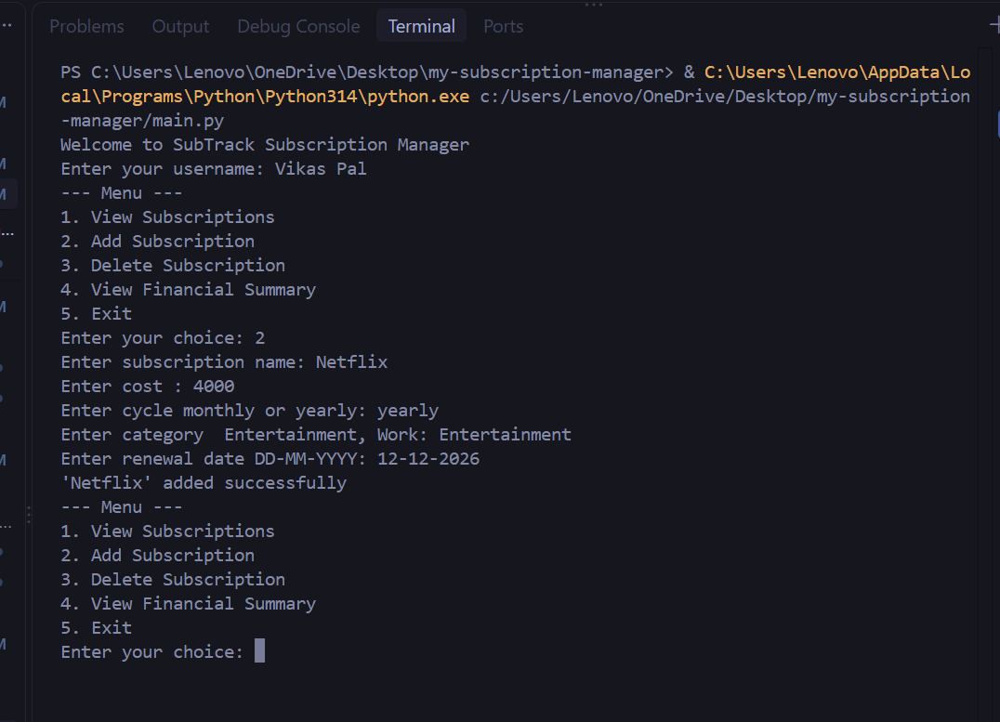 Problems Output Debug Console Terminal Ports
PS C:\Users\Lenovo\OneDrive\Desktop\my-subscription-manager> & C:\Users\Lenovo\AppData\Lo
cal\Programs\Python\Python314\python.exe c:/Users/Lenovo/OneDrive/Desktop/my-subscription
-manager/main.py
Welcome to SubTrack Subscription Manager
Enter your username: Vikas Pal
--- Menu ---
1. View Subscriptions
2. Add Subscription
3. Delete Subscription
4. View Financial Summary
5. Exit
Enter your choice: 2
Enter subscription name: Netflix
Enter cost : 4000
Enter cycle monthly or yearly: yearly
Enter category  Entertainment, Work: Entertainment
Enter renewal date DD-MM-YYYY: 12-12-2026
'Netflix' added successfully
--- Menu ---
1. View Subscriptions
2. Add Subscription
3. Delete Subscription
4. View Financial Summary
5. Exit
Enter your choice: